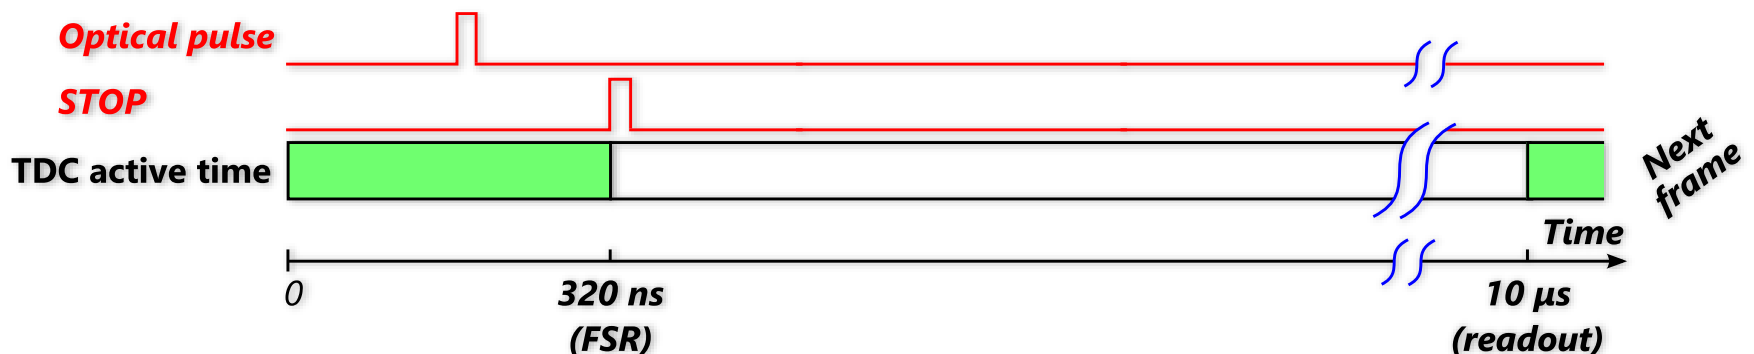 Optical pulse
STOP
TDC active time
Next
frame
Time
0
320 ns
(FSR)
10 µs
(readout)